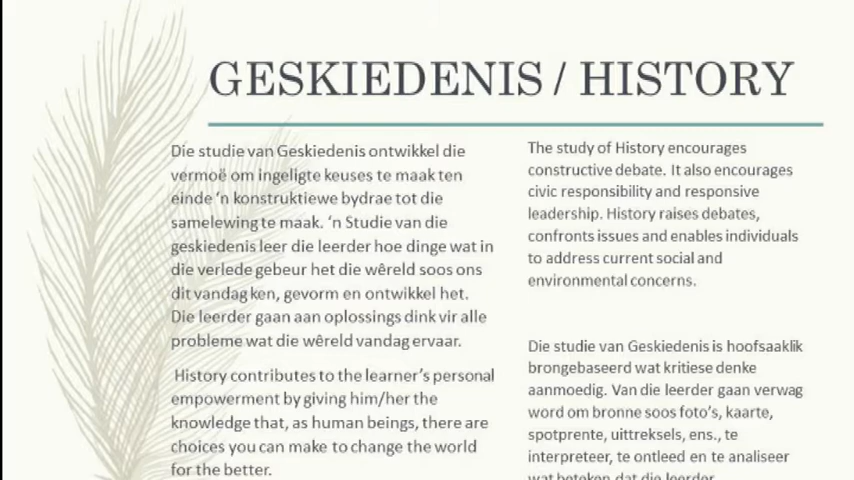 GESKIEDENIS / HISTORY
Die studie van Geskiedenis ontwikkel die
vermoë om ingeligte keuses te maak ten
einde ‘n konstruktiewe bydrae tot die
samelewing te maak. ‘n Studie van die
geskiedenis leer die leerder hoe dinge wat in
die verlede gebeur het die wêreld soos ons
dit vandag ken, gevorm en ontwikkel het.
Die leerder gaan aan oplossings dink vir alle
probleme wat die wêreld vandag ervaar.
History contributes to the learner’s personal
empowerment by giving him/her the
knowledge that, as human beings, there are
choices you can make to change the world
for the better.
The study of History encourages
constructive debate. It also encourages
civic responsibility and responsive
leadership. History raises debates,
confronts issues and enables individuals
to address current social and
environmental concerns.
Die studie van Geskiedenis is hoofsaaklik
brongebaseerd wat kritiese denke
aanmoedig. Van die leerder gaan verwag
word om bronne soos foto’s, kaarte,
spotprente, uittreksels, ens., te
interpreteer, te ontleed en te analiseer
wat beteken dat die leerder